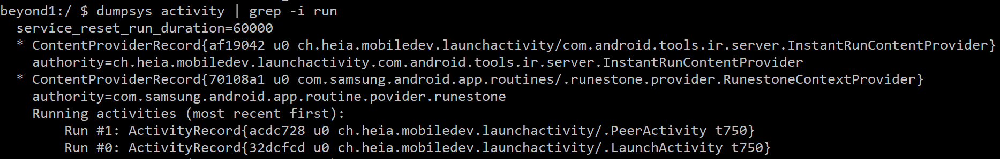 beyond1:/ $ dumpsys activity | grep -i run
service_reset_run_duration=60000
* ContentProviderRecord{af19042 u0 ch.heia.mobiledev.launchactivity/com.android.tools.ir.server.InstantRunContentProvider}
authority=ch.heia.mobiledev.launchactivity.com.android.tools.ir.server.InstantRunContentProvider
* ContentProviderRecord{70108a1 u0 com.samsung.android.app.routines/.runestone.provider.RunestoneContextProvider}
authority=com.samsung.android.app.routine.povider.runestone
Running activities (most recent first):
Run #1: ActivityRecord{acdc728 u0 ch.heia.mobiledev.launchactivity/.PeerActivity t750}
Run #0: ActivityRecord{32dcfcd u0 ch.heia.mobiledev.launchactivity/.LaunchActivity t750}